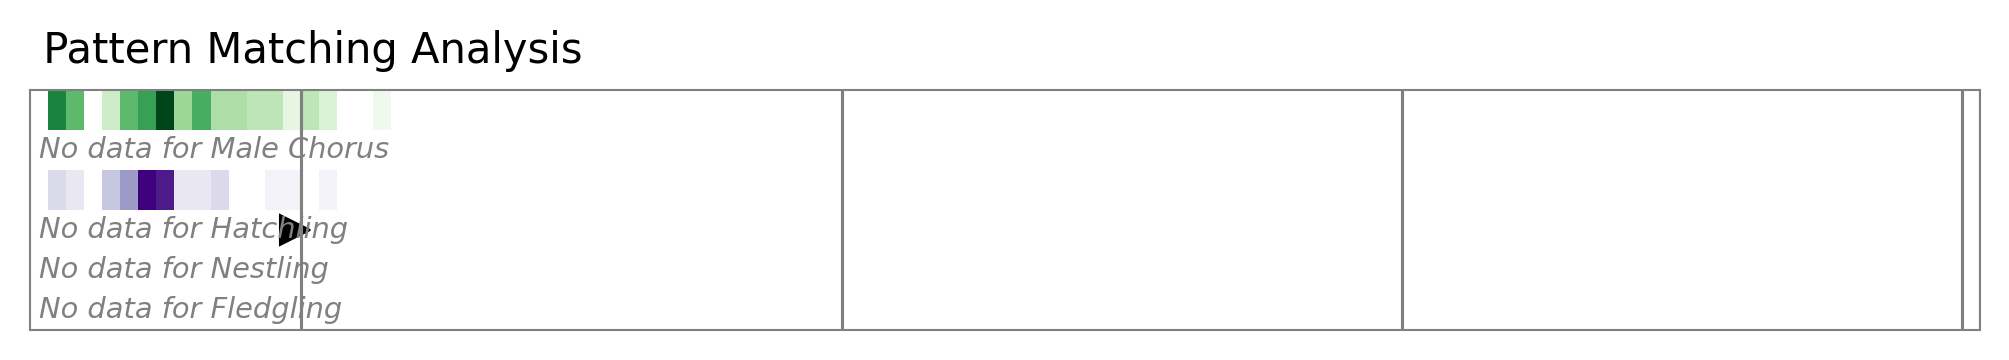 Pattern Matching Analysis
No data for Male Chorus
No data for Hatchling
No data for Nestling
No data for Fledgling